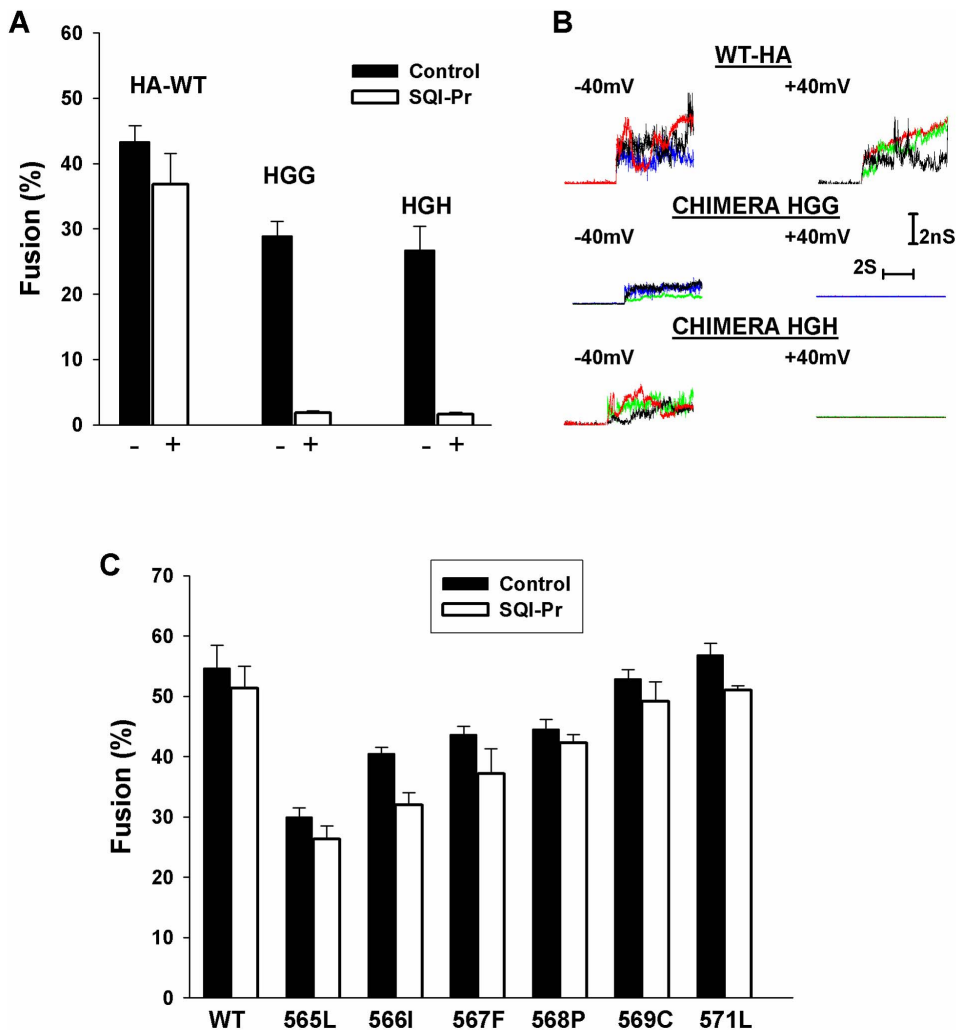 A
60
50
40
30
20
10
0
Fusion (%)
HA-WT
HGG
HGH
Control
SQI-Pr
- + - + - +
B
WT-HA
-40mV +40mV
CHIMERA HGG
-40mV +40mV
2nS
2S
CHIMERA HGH
-40mV +40mV
C
70
60
50
40
30
20
10
0
Fusion (%)
Control
SQI-Pr
WT 565L 566I 567F 568P 569C 571L